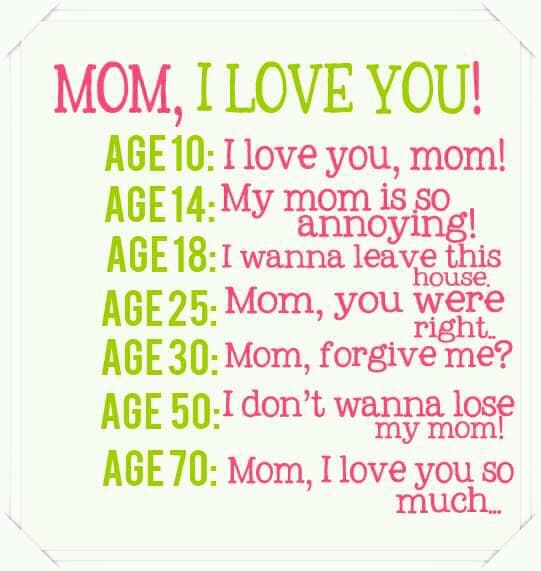 MOM, I LOVE YOU!
AGE 10: I love you, mom!
AGE 14: My mom is so
annoying!
AGE 18: I wanna leave this
house.
AGE 25: Mom, you were
right..
AGE 30: Mom, forgive me?
AGE 50: I don't wanna lose
my mom!
AGE 70: Mom, I love you so
much...